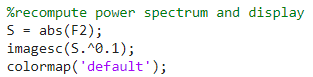 %recompute power spectrum and display
S = abs(F2);
imagesc(S.^0.1);
colormap('default');